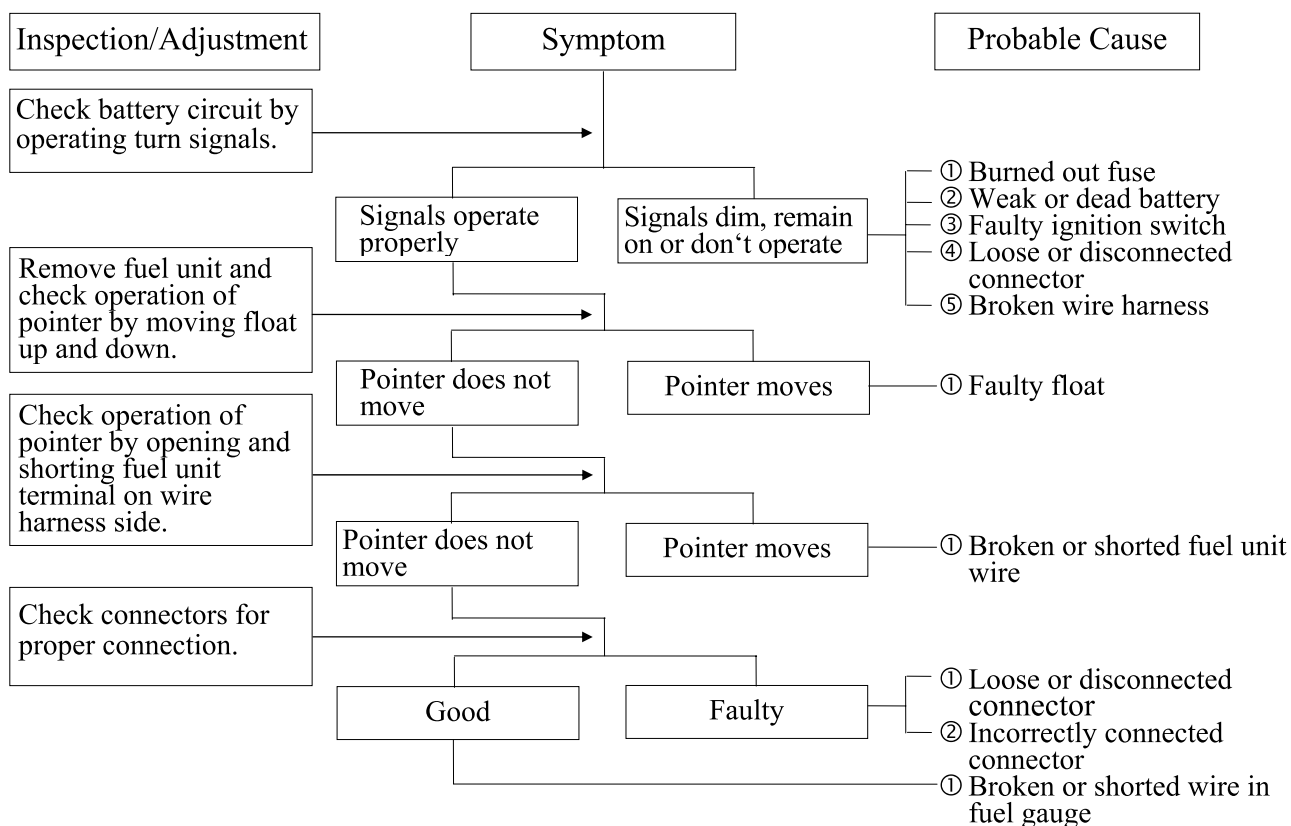 Inspection/Adjustment
Symptom
Probable Cause
Check battery circuit by
operating turn signals.
Signals operate
properly
Signals dim, remain
on or don‘t operate
① Burned out fuse
② Weak or dead battery
③ Faulty ignition switch
④ Loose or disconnected
connector
⑤ Broken wire harness
Remove fuel unit and
check operation of
pointer by moving float
up and down.
Pointer does not
move
Pointer moves
① Faulty float
Check operation of
pointer by opening and
shorting fuel unit
terminal on wire
harness side.
Pointer does not
move
Pointer moves
① Broken or shorted fuel unit
wire
Check connectors for
proper connection.
Good
Faulty
① Loose or disconnected
connector
② Incorrectly connected
connector
① Broken or shorted wire in
fuel gauge